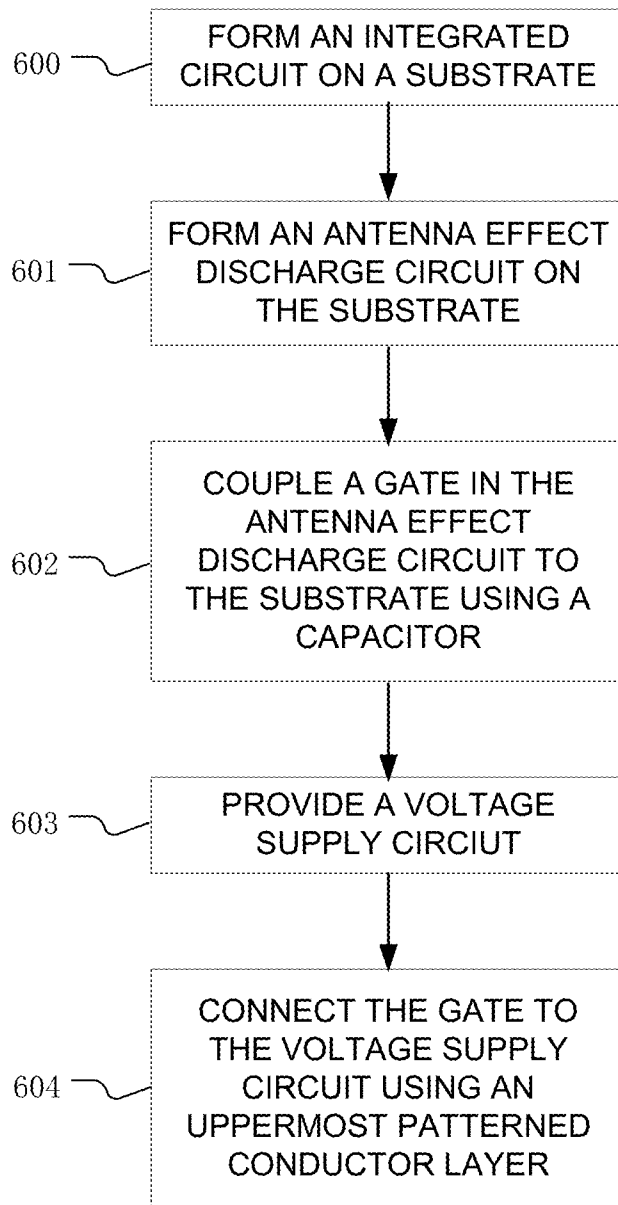 600
FORM AN INTEGRATED
CIRCUIT ON A SUBSTRATE
601
FORM AN ANTENNA EFFECT
DISCHARGE CIRCUIT ON
THE SUBSTRATE
602
COUPLE A GATE IN THE
ANTENNA EFFECT
DISCHARGE CIRCUIT TO
THE SUBSTRATE USING A
CAPACITOR
603
PROVIDE A VOLTAGE
SUPPLY CIRCIUT
604
CONNECT THE GATE TO
THE VOLTAGE SUPPLY
CIRCUIT USING AN
UPPERMOST PATTERNED
CONDUCTOR LAYER